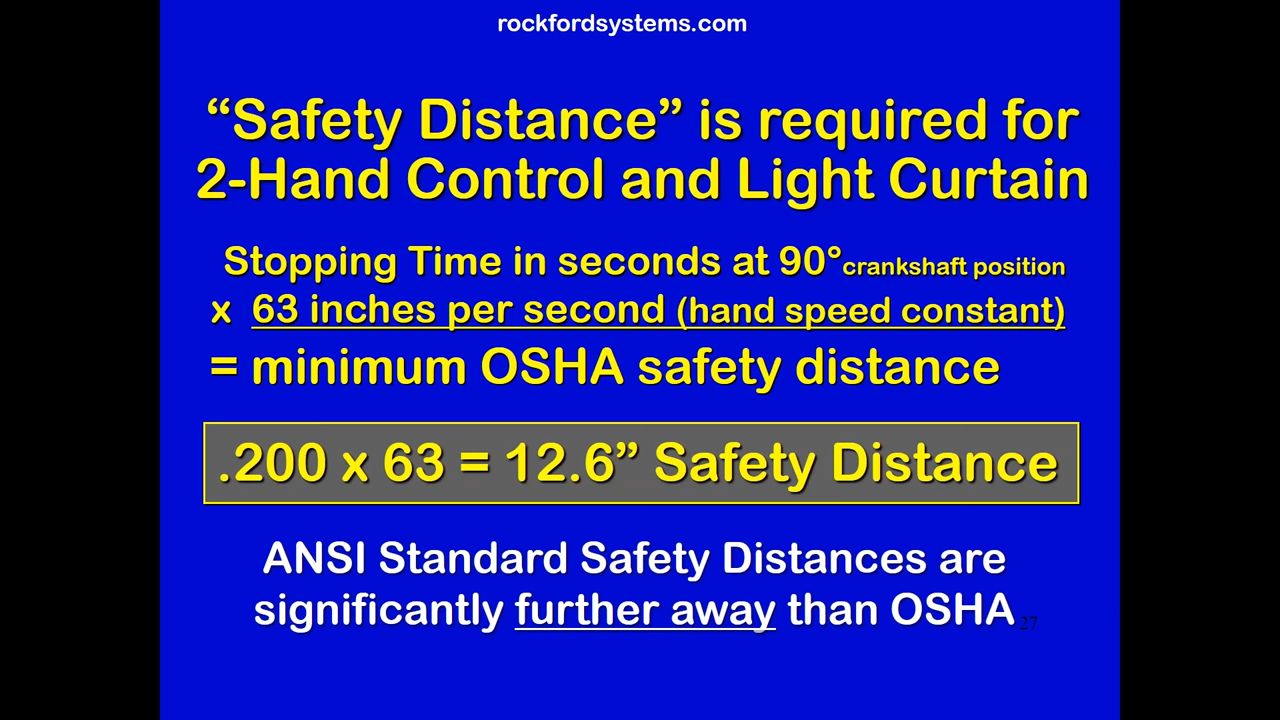 rockfordsystems.com
“Safety Distance” is required for
2-Hand Control and Light Curtain
Stopping Time in seconds at 90° crankshaft position
x 63 inches per second (hand speed constant)
= minimum OSHA safety distance
.200 x 63 = 12.6” Safety Distance
ANSI Standard Safety Distances are
significantly further away than OSHA
27